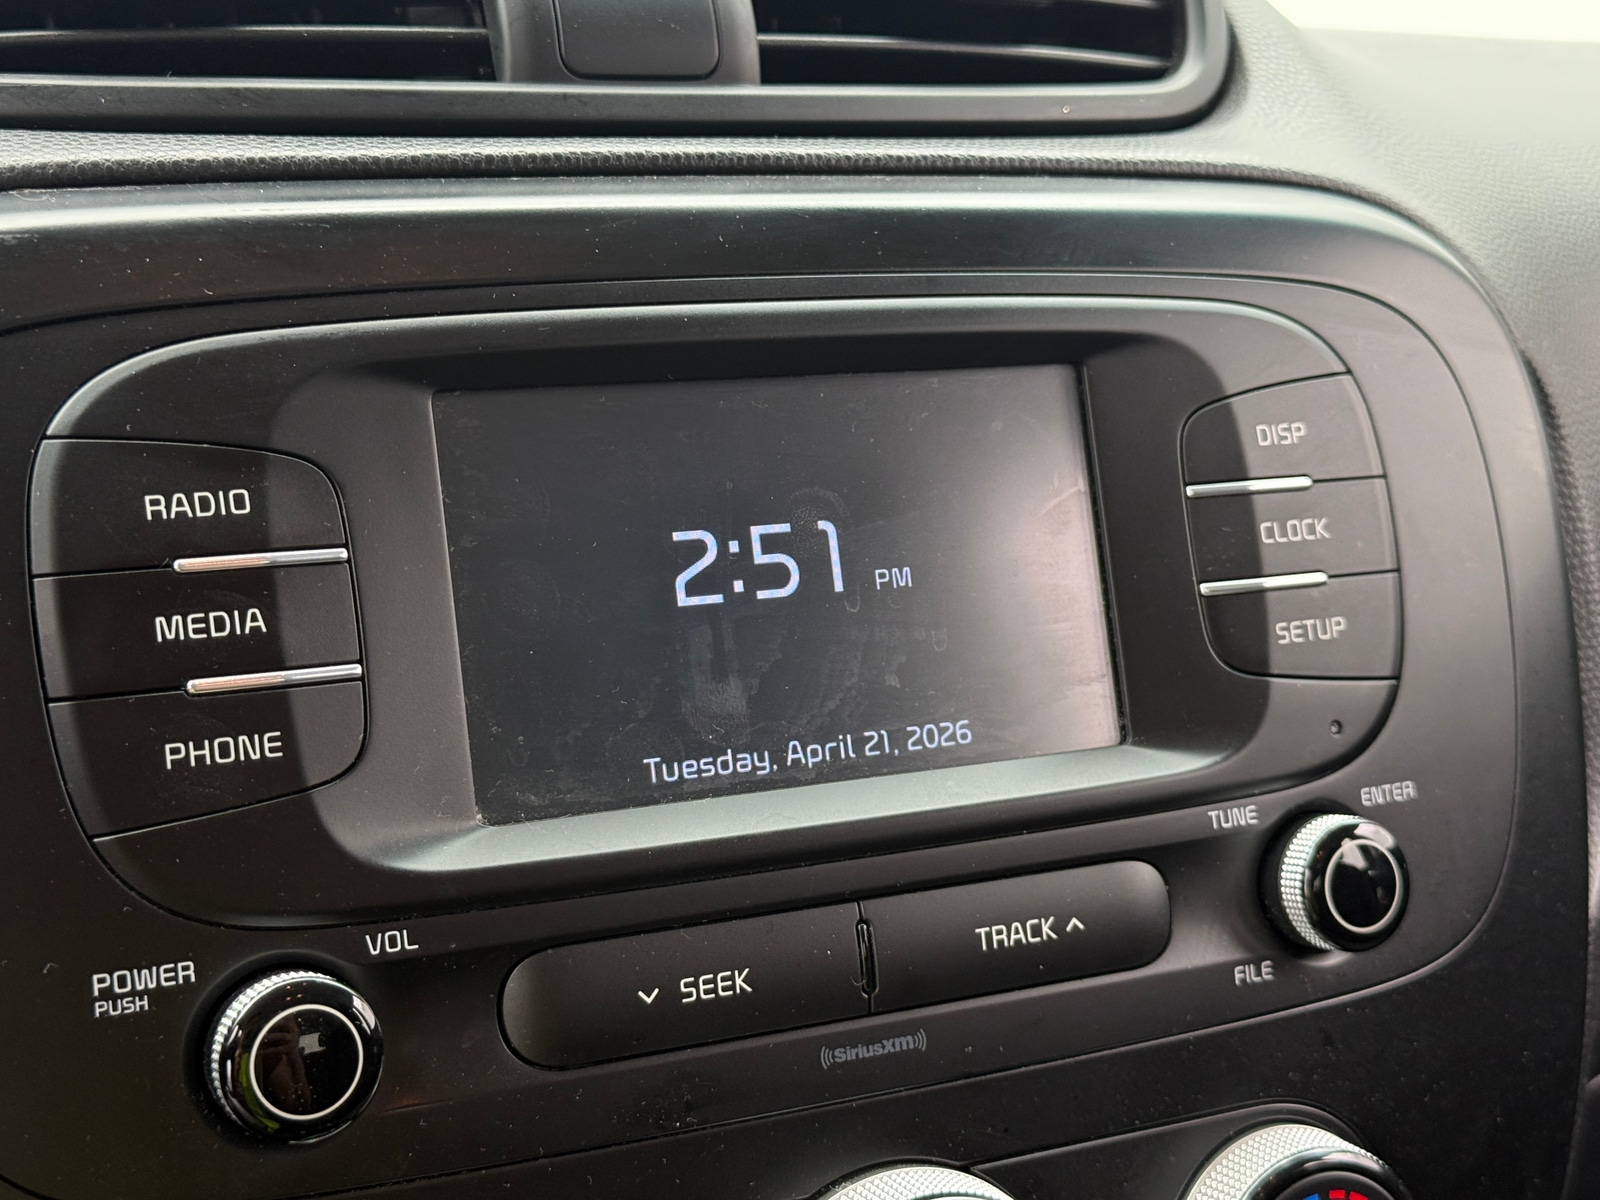 RADIO
MEDIA
PHONE
2:51 PM
Tuesday, April 21, 2026
DISP
CLOCK
SETUP
POWER
PUSH
VOL
SEEK
TRACK
TUNE
ENTER
FILE
SiriusXM